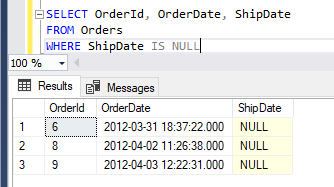 SELECT OrderId, OrderDate, ShipDate
FROM Orders
WHERE ShipDate IS NULL
100 %
Results Messages
OrderId OrderDate ShipDate
1 6 2012-03-31 18:37:22.000 NULL
2 8 2012-04-02 11:26:38.000 NULL
3 9 2012-04-03 12:22:31.000 NULL